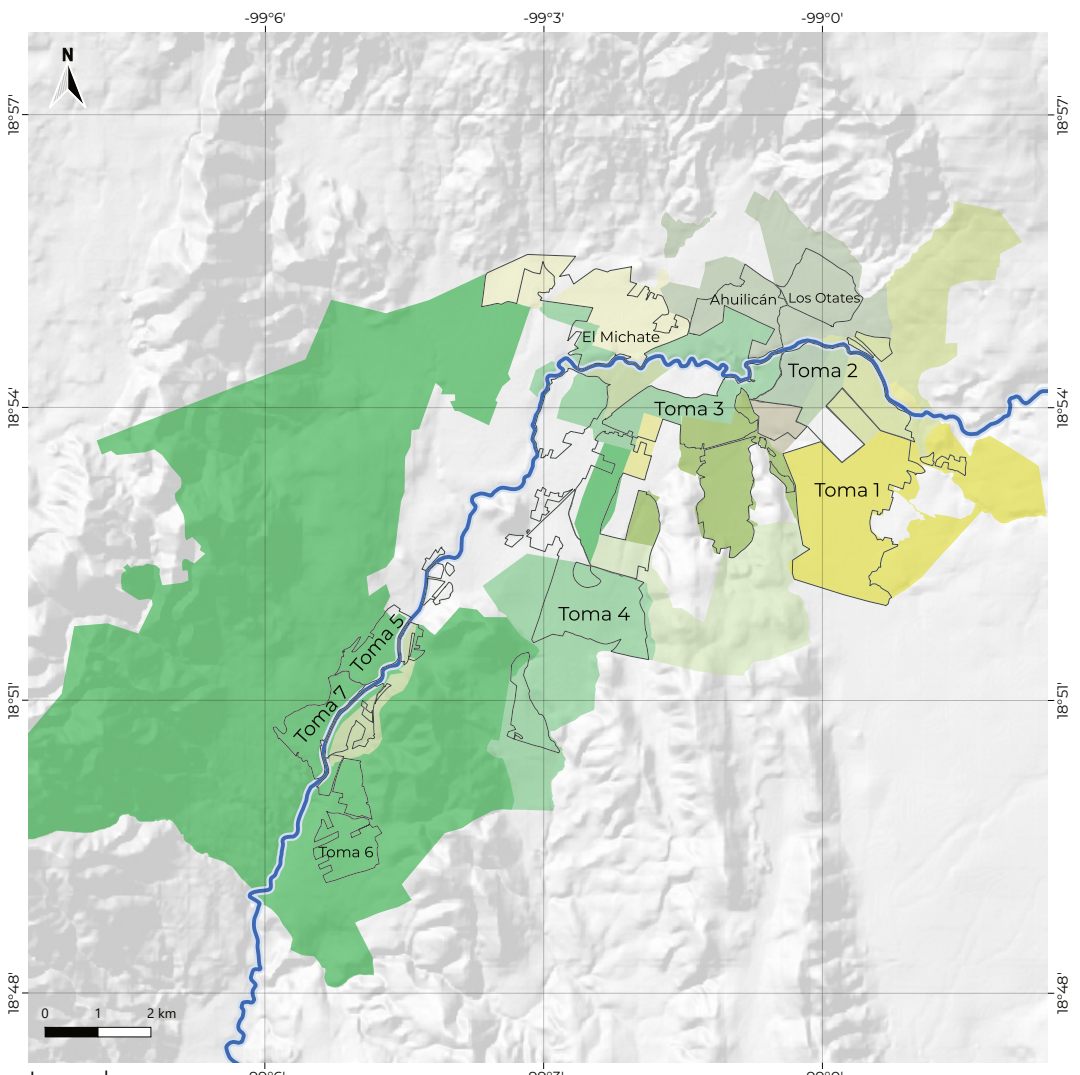 -99°6'
-99°3'
-99°0'
N
18°57'
18°57'
Ahuilicán
Los Otates
El Michate
Toma 2
18°54'
Toma 3
18°54'
Toma 1
Toma 4
Toma 5
18°51'
Toma 7
18°51'
Toma 6
18°48'
18°48'
0 1 2 km